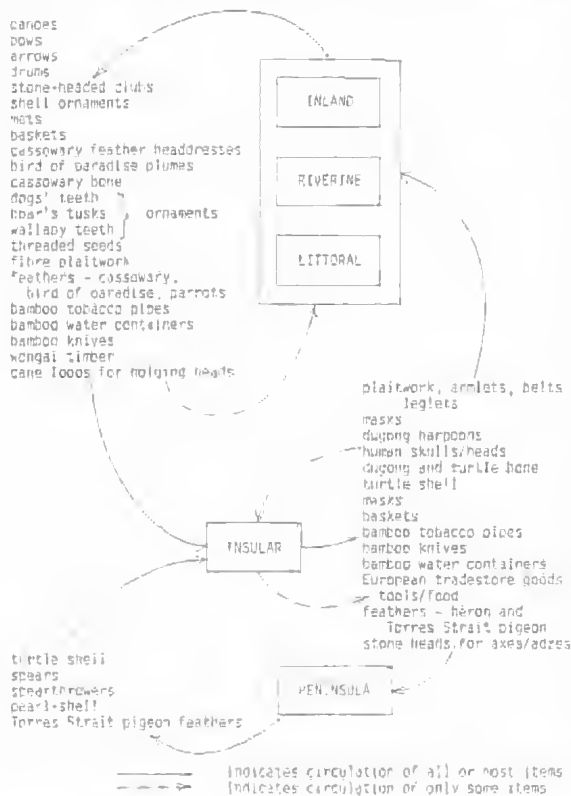 canoes
bows
arrows
drums
stone-headed clubs
shell ornaments
mats
baskets
cassowary feather headdresses
bird of paradise plumes
cassowary bone
dogs' teeth
boar's tusks ornaments
wallaby teeth
threaded seeds
fibre plaitwork
feathers - cassowary,
bird of paradise, parrots
bamboo tobacco pipes
bamboo water containers
bamboo knives
wongai timber
cane loops for holding heads
INLAND
RIVERINE
LITTORAL
plaitwork, armlets, belts
leglets
masks
dugong harpoons
human skulls/heads
dugong and turtle bone
turtle shell
masks
baskets
bamboo tobacco pipes
bamboo knives
bamboo water containers
European tradestore goods
- tools/food
feathers - heron and
Torres Strait pigeon
stone heads for axes/adzes
INSULAR
turtle shell
spears
spearthrowers
pearl-shell
Torres Strait pigeon feathers
PENINSULA
indicates circulation of all or most items
indicates circulation of only some items